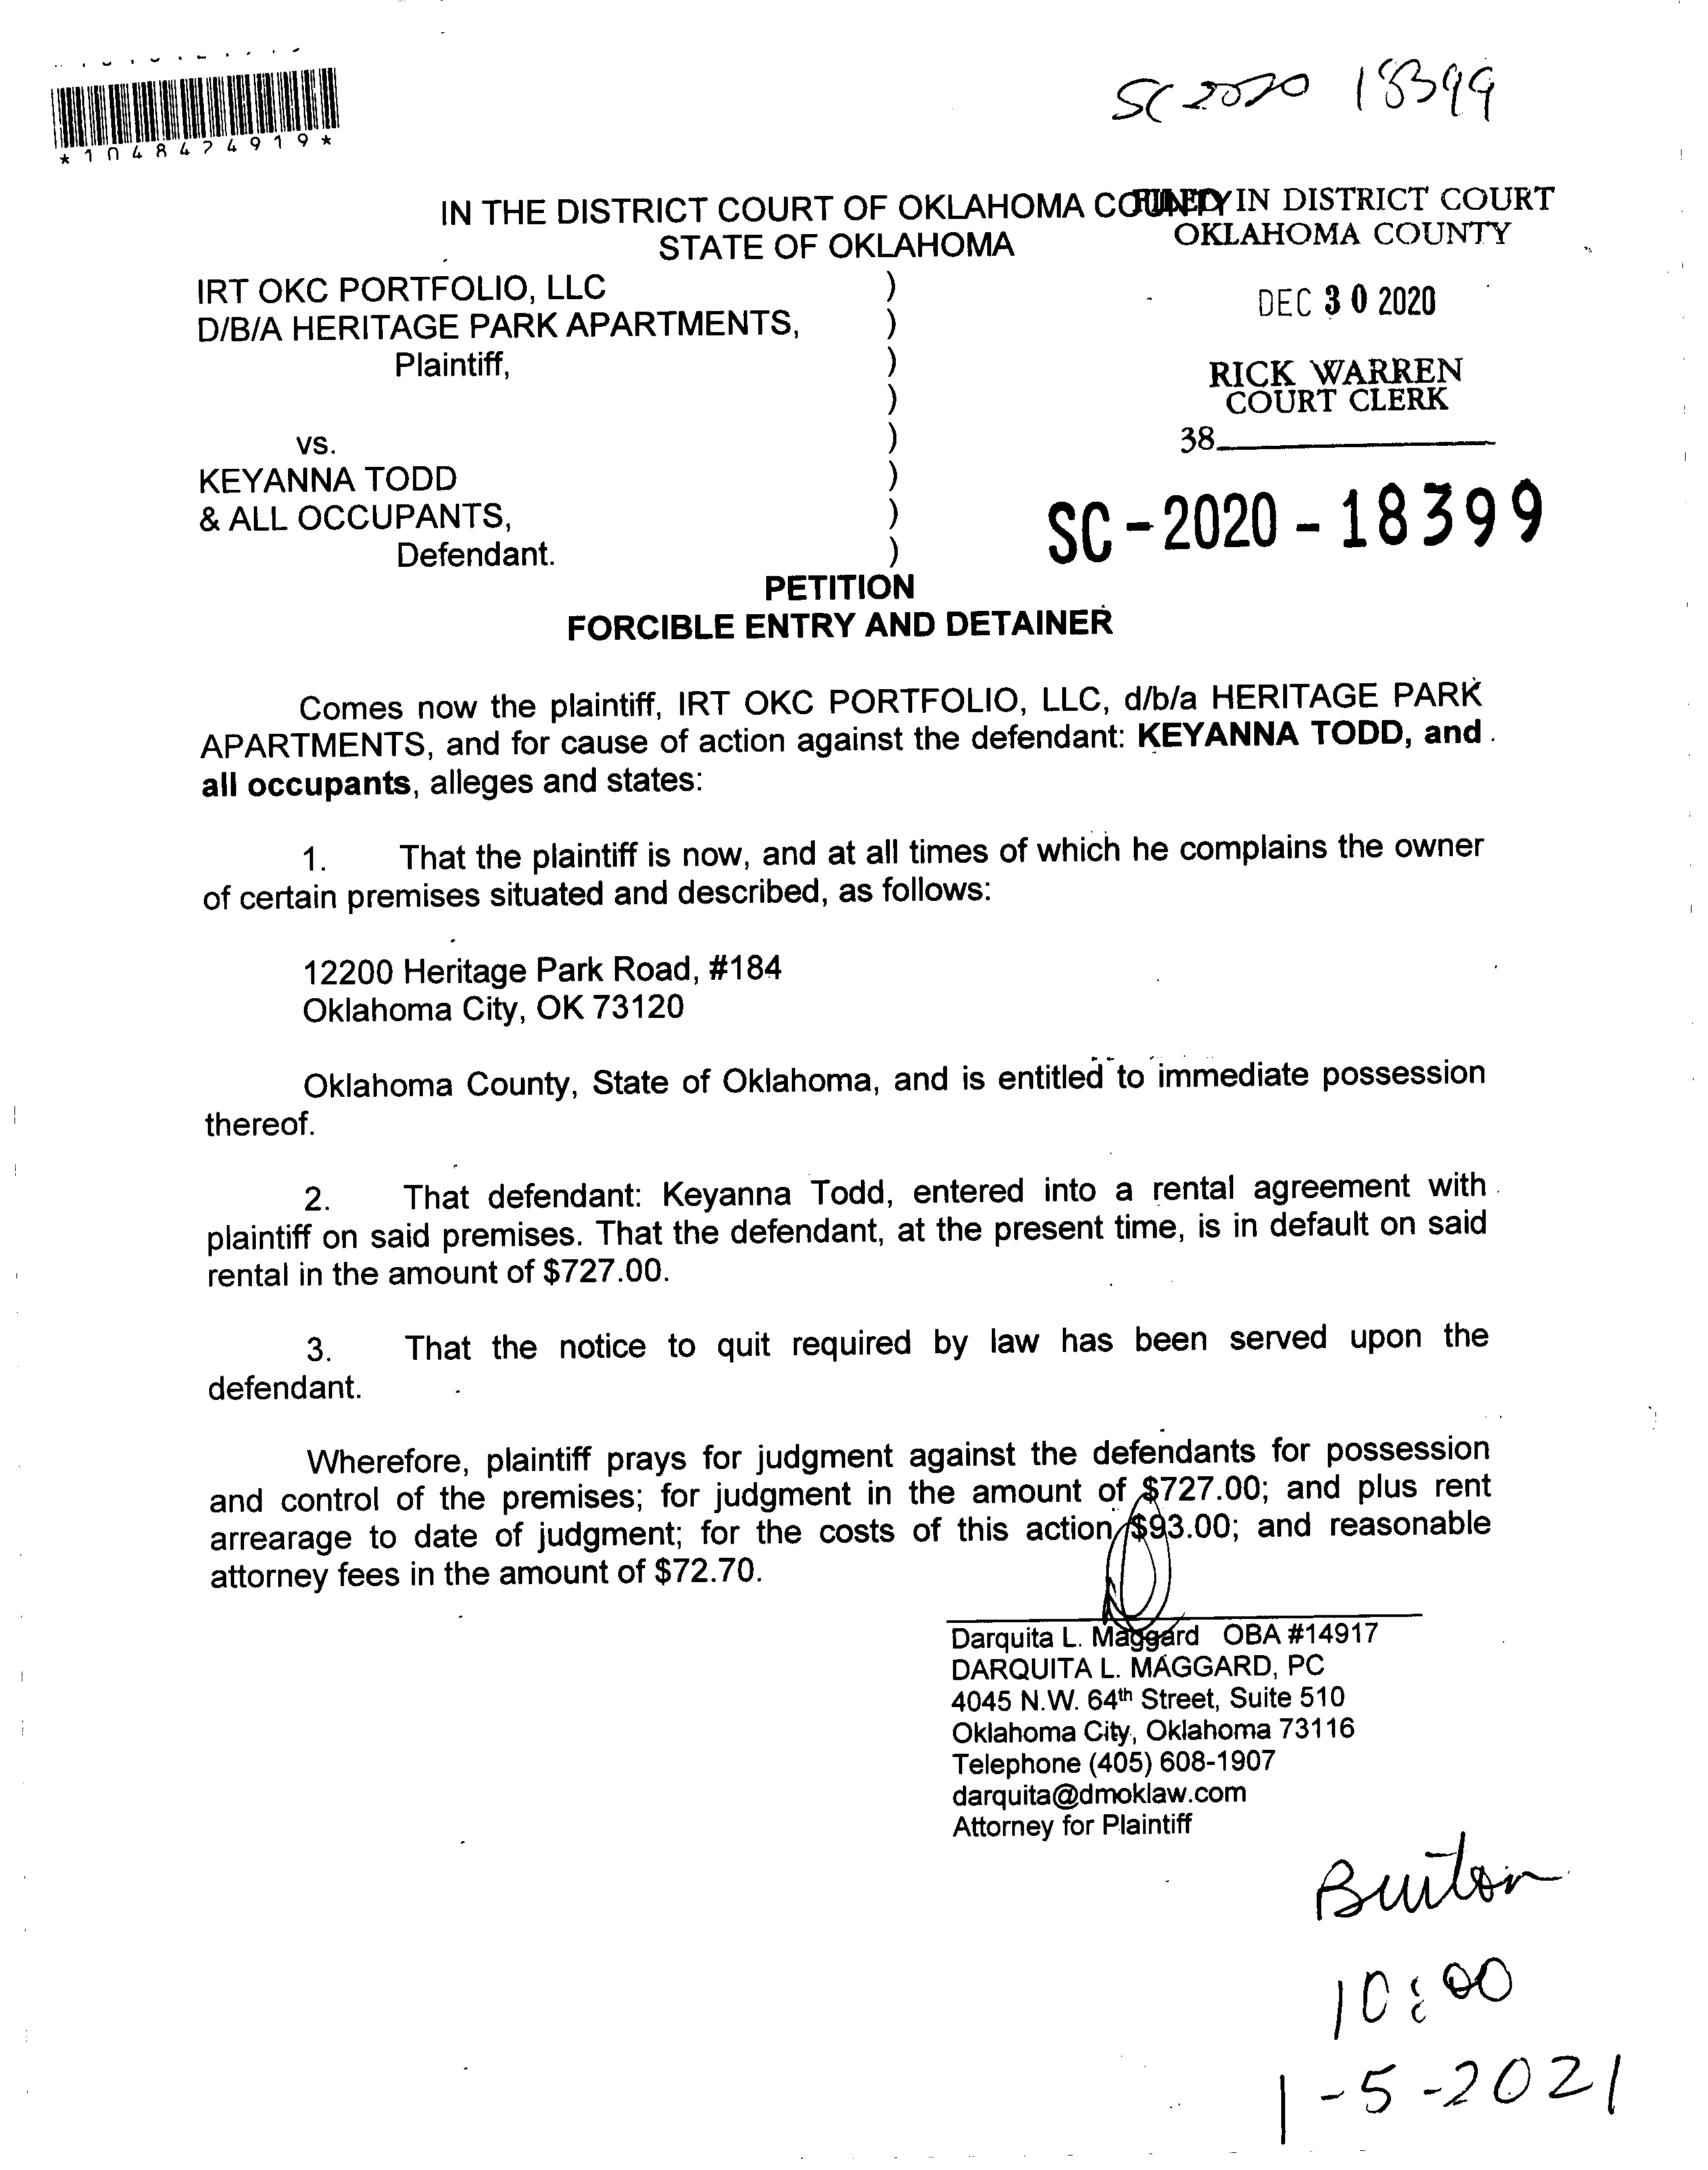 SC 2020 18399
*1048424919*
IN THE DISTRICT COURT OF OKLAHOMA COUNTY
STATE OF OKLAHOMA
FILED IN DISTRICT COURT
OKLAHOMA COUNTY
DEC 30 2020
RICK WARREN
COURT CLERK
38
SC-2020-18399
IRT OKC PORTFOLIO, LLC )
D/B/A HERITAGE PARK APARTMENTS, )
Plaintiff, )
)
vs. )
KEYANNA TODD )
& ALL OCCUPANTS, )
Defendant. )
PETITION
FORCIBLE ENTRY AND DETAINER
Comes now the plaintiff, IRT OKC PORTFOLIO, LLC, d/b/a HERITAGE PARK
APARTMENTS, and for cause of action against the defendant: KEYANNA TODD, and
all occupants, alleges and states:
1. That the plaintiff is now, and at all times of which he complains the owner
of certain premises situated and described, as follows:
12200 Heritage Park Road, #184
Oklahoma City, OK 73120
Oklahoma County, State of Oklahoma, and is entitled to immediate possession
thereof.
2. That defendant: Keyanna Todd, entered into a rental agreement with
plaintiff on said premises. That the defendant, at the present time, is in default on said
rental in the amount of $727.00.
3. That the notice to quit required by law has been served upon the
defendant.
Wherefore, plaintiff prays for judgment against the defendants for possession
and control of the premises; for judgment in the amount of $727.00; and plus rent
arrearage to date of judgment; for the costs of this action $93.00; and reasonable
attorney fees in the amount of $72.70.
Darquita L. Maggard OBA #14917
DARQUITA L. MAGGARD, PC
4045 N.W. 64th Street, Suite 510
Oklahoma City, Oklahoma 73116
Telephone (405) 608-1907
darquita@dmoklaw.com
Attorney for Plaintiff
Burton
10:00
1-5-2021